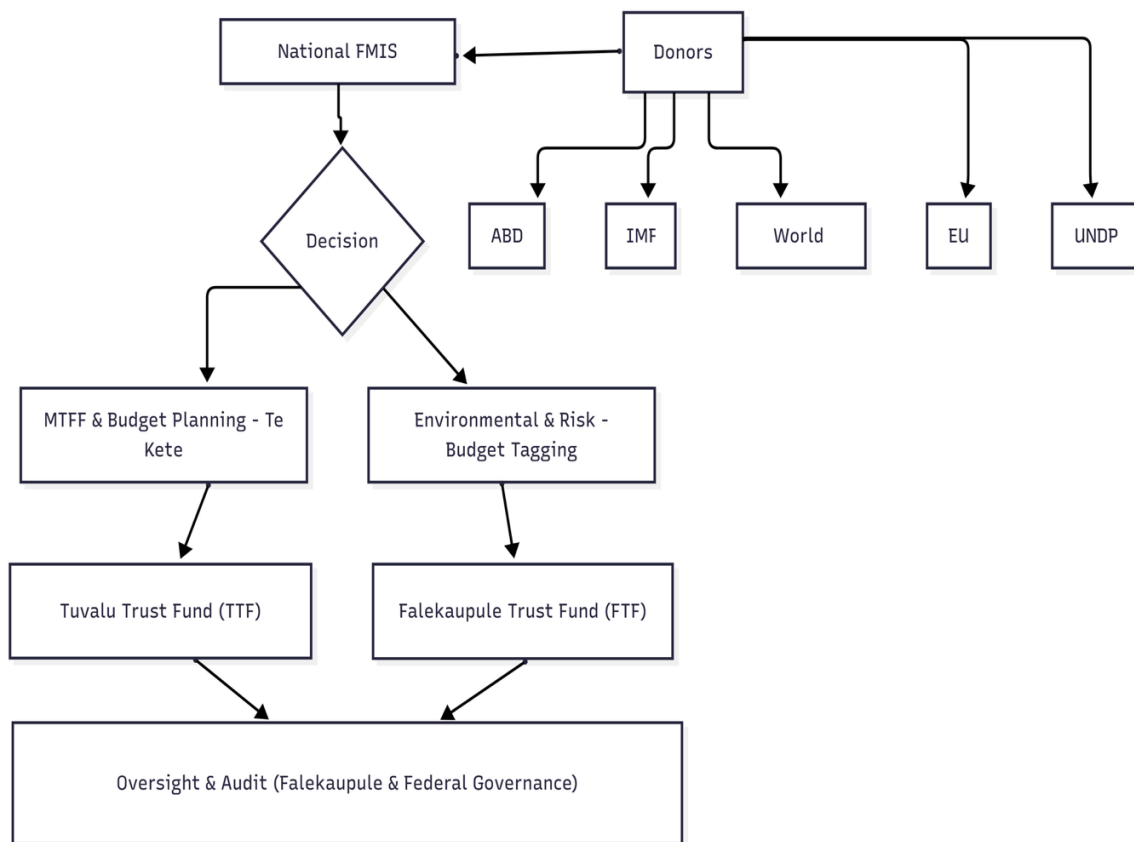 National FMIS
Donors
Decision
ABD
IMF
World
EU
UNDP
MTFF & Budget Planning - Te
Kete
Environmental & Risk -
Budget Tagging
Tuvalu Trust Fund (TTF)
Falekaupule Trust Fund (FTF)
Oversight & Audit (Falekaupule & Federal Governance)